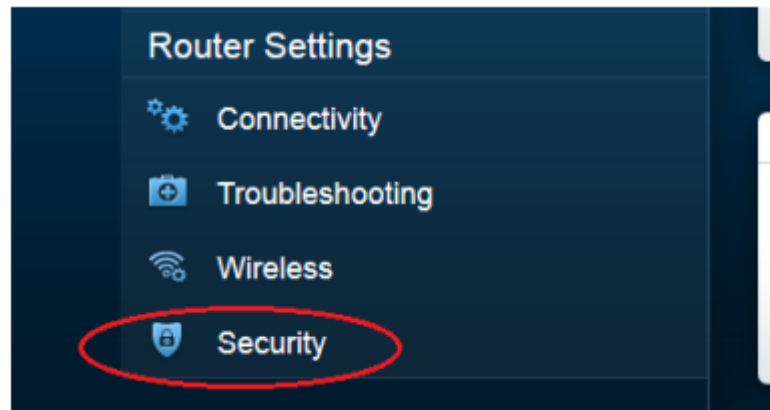 Router Settings
Connectivity
Troubleshooting
Wireless
Security